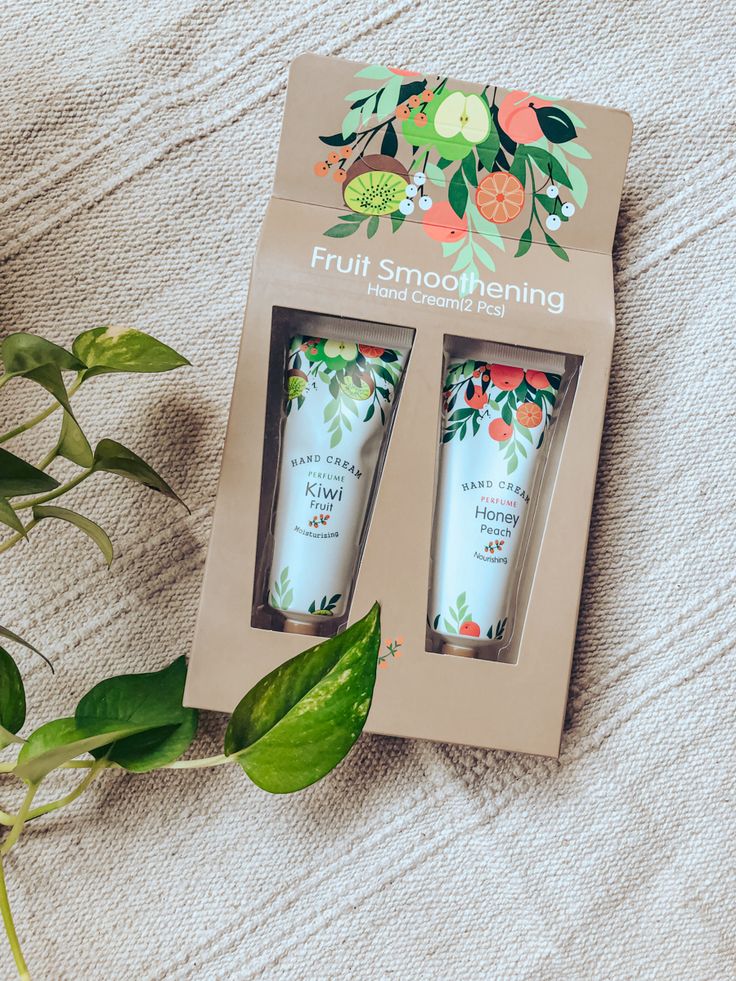 Fruit Smoothening
Hand Cream(2 Pcs)
HAND CREAM
PERFUME
Kiwi
Fruit
Moisturizing
HAND CREAM
PERFUME
Honey
Peach
Nourishing